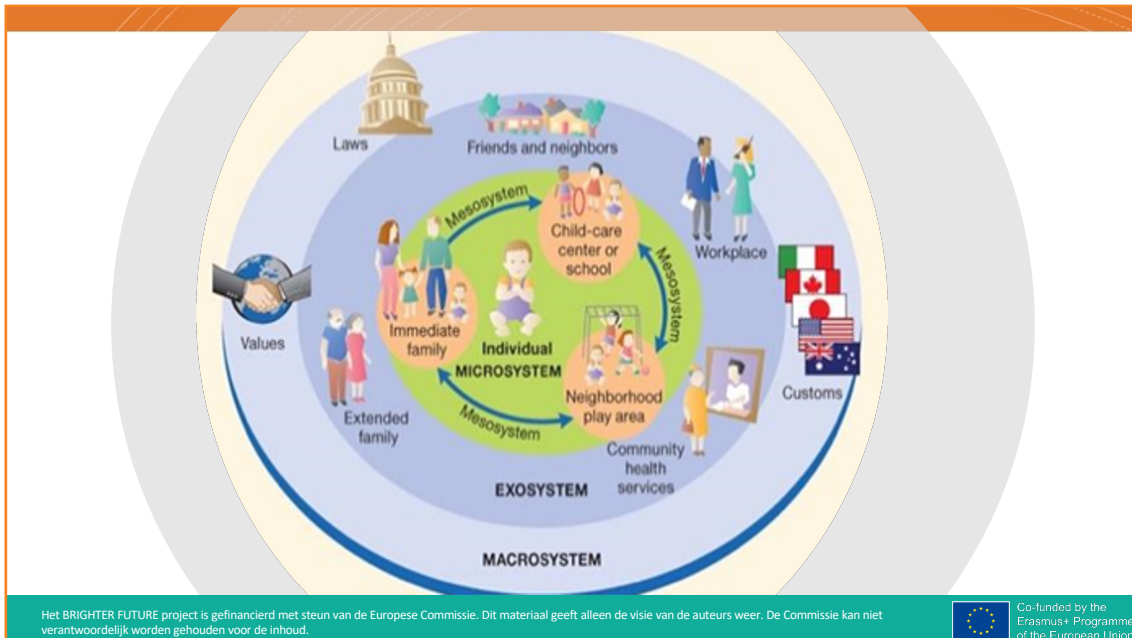 Laws
Friends and neighbors
Mesosystem
Child-care
center or
school
Workplace
Mesosystem
Values
Immediate
family
Individual
MICROSYSTEM
Neighborhood
play area
Customs
Extended
family
Mesosystem
Community
health
services
EXOSYSTEM
MACROSYSTEM
Het BRIGHTER FUTURE project is gefinancierd met steun van de Europese Commissie. Dit materiaal geeft alleen de visie van de auteurs weer. De Commissie kan niet
verantwoordelijk worden gehouden voor de inhoud.
Co-funded by the
Erasmus+ Programme
of the European Union